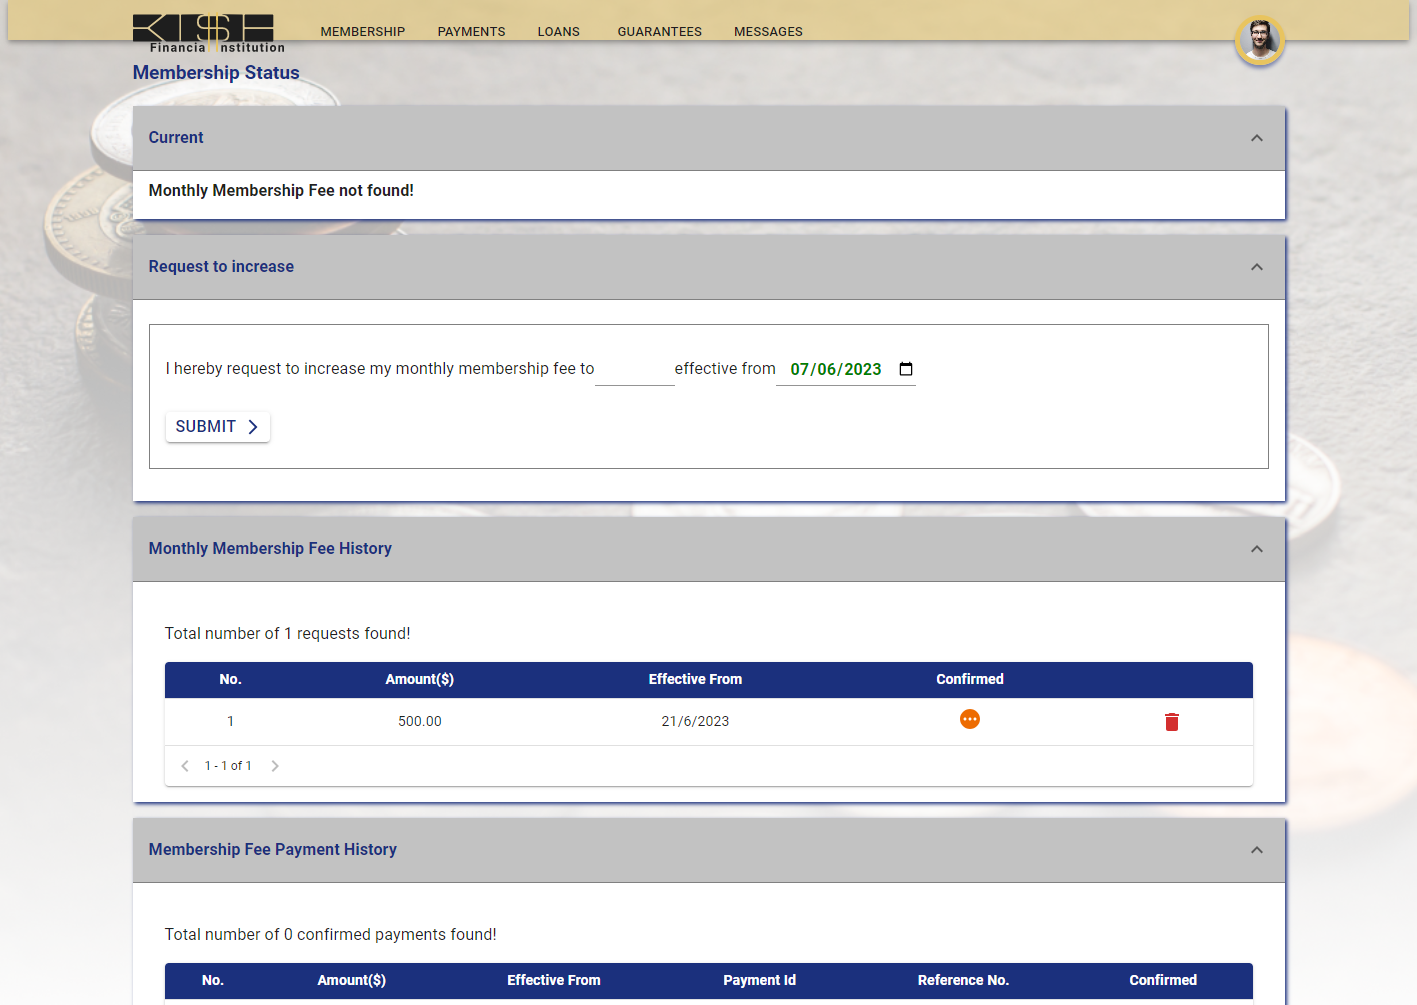 KISH
Financial Institution
MEMBERSHIP PAYMENTS LOANS GUARANTEES MESSAGES
Membership Status
Current
Monthly Membership Fee not found!
Request to increase
I hereby request to increase my monthly membership fee to effective from 07/06/2023
SUBMIT
Monthly Membership Fee History
Total number of 1 requests found!
No. Amount($) Effective From Confirmed
1 500.00 21/6/2023
1 - 1 of 1
Membership Fee Payment History
Total number of 0 confirmed payments found!
No. Amount($) Effective From Payment Id Reference No. Confirmed